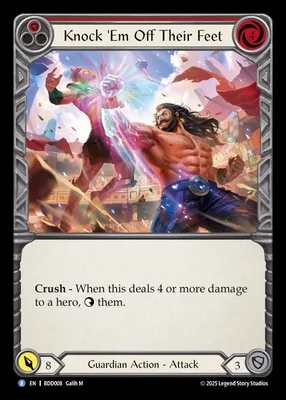 Knock 'Em Off Their Feet
Crush - When this deals 4 or more damage
to a hero, them.
8
Guardian Action - Attack
3
R EN | BDD008 Galih M
© 2025 Legend Story Studios